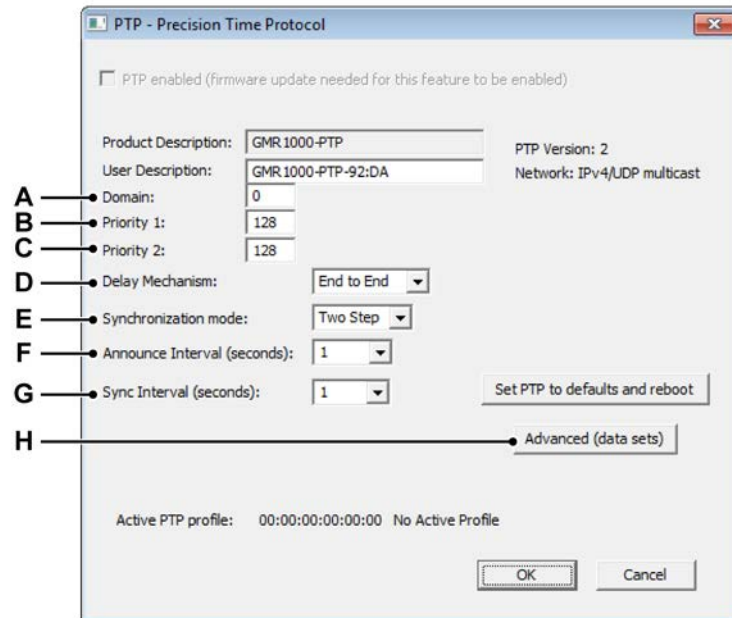 PTP - Precision Time Protocol
PTP enabled (firmware update needed for this feature to be enabled)
Product Description: GMR1000-PTP
PTP Version: 2
User Description: GMR1000-PTP-92:DA
Network: IPv4/UDP multicast
A Domain: 0
B Priority 1: 128
C Priority 2: 128
D Delay Mechanism: End to End
E Synchronization mode: Two Step
F Announce Interval (seconds): 1
G Sync Interval (seconds): 1
Set PTP to defaults and reboot
H Advanced (data sets)
Active PTP profile: 00:00:00:00:00:00 No Active Profile
OK Cancel